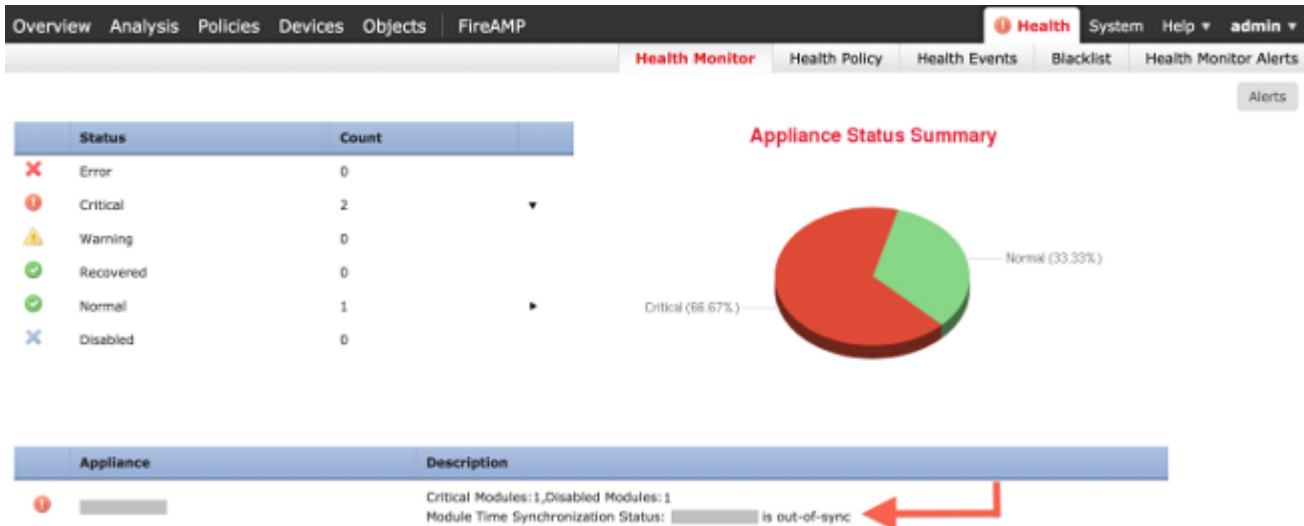 Overview Analysis Policies Devices Objects FireAMP Health System Help admin
Health Monitor Health Policy Health Events Blacklist Health Monitor Alerts
Alerts
Status Count
Error 0
Critical 2
Warning 0
Recovered 0
Normal 1
Disabled 0
Appliance Status Summary
Normal (33.33%)
Critical (66.67%)
Appliance Description
Critical Modules:1,Disabled Modules:1
Module Time Synchronization Status: is out-of-sync